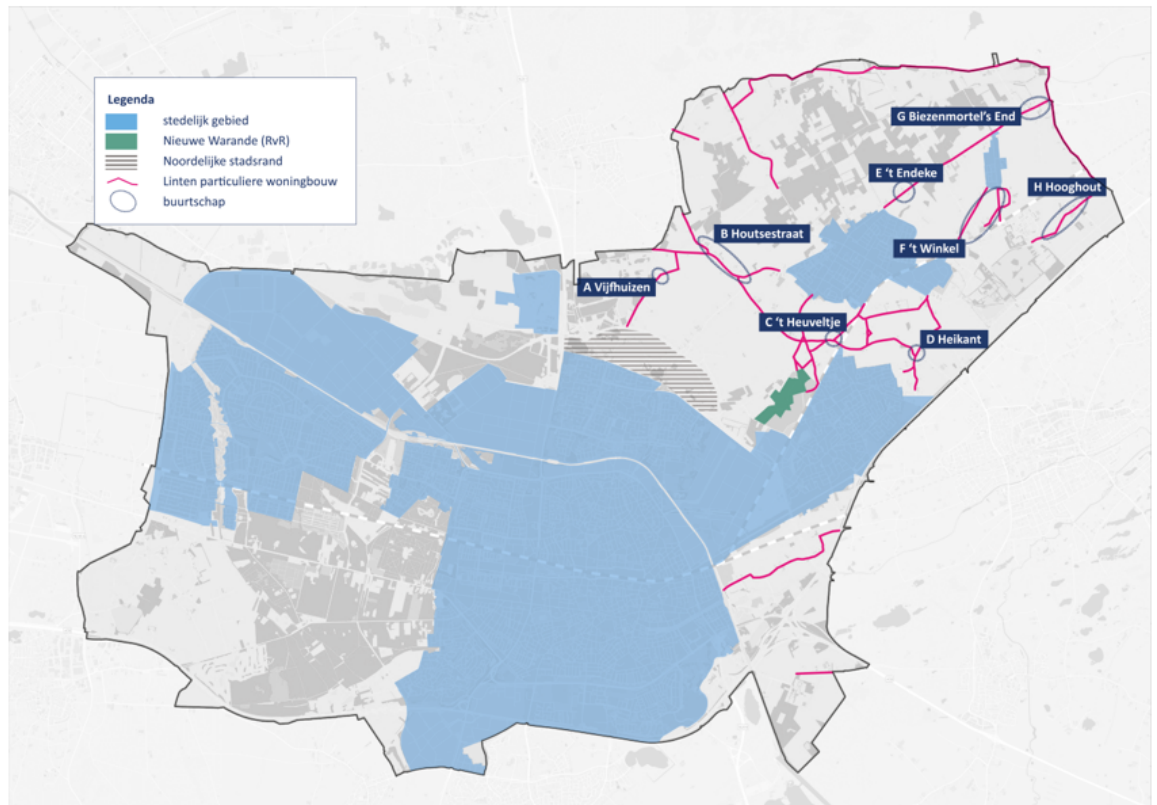 Legenda
stedelijk gebied
Nieuwe Warande (RvR)
Noordelijke stadsrand
Linten particuliere woningbouw
buurtschap
G Biezenmortel's End
E 't Endeke
H Hooghout
B Houtsestraat
F 't Winkel
A Vijfhuizen
C 't Heuveltje
D Heikant